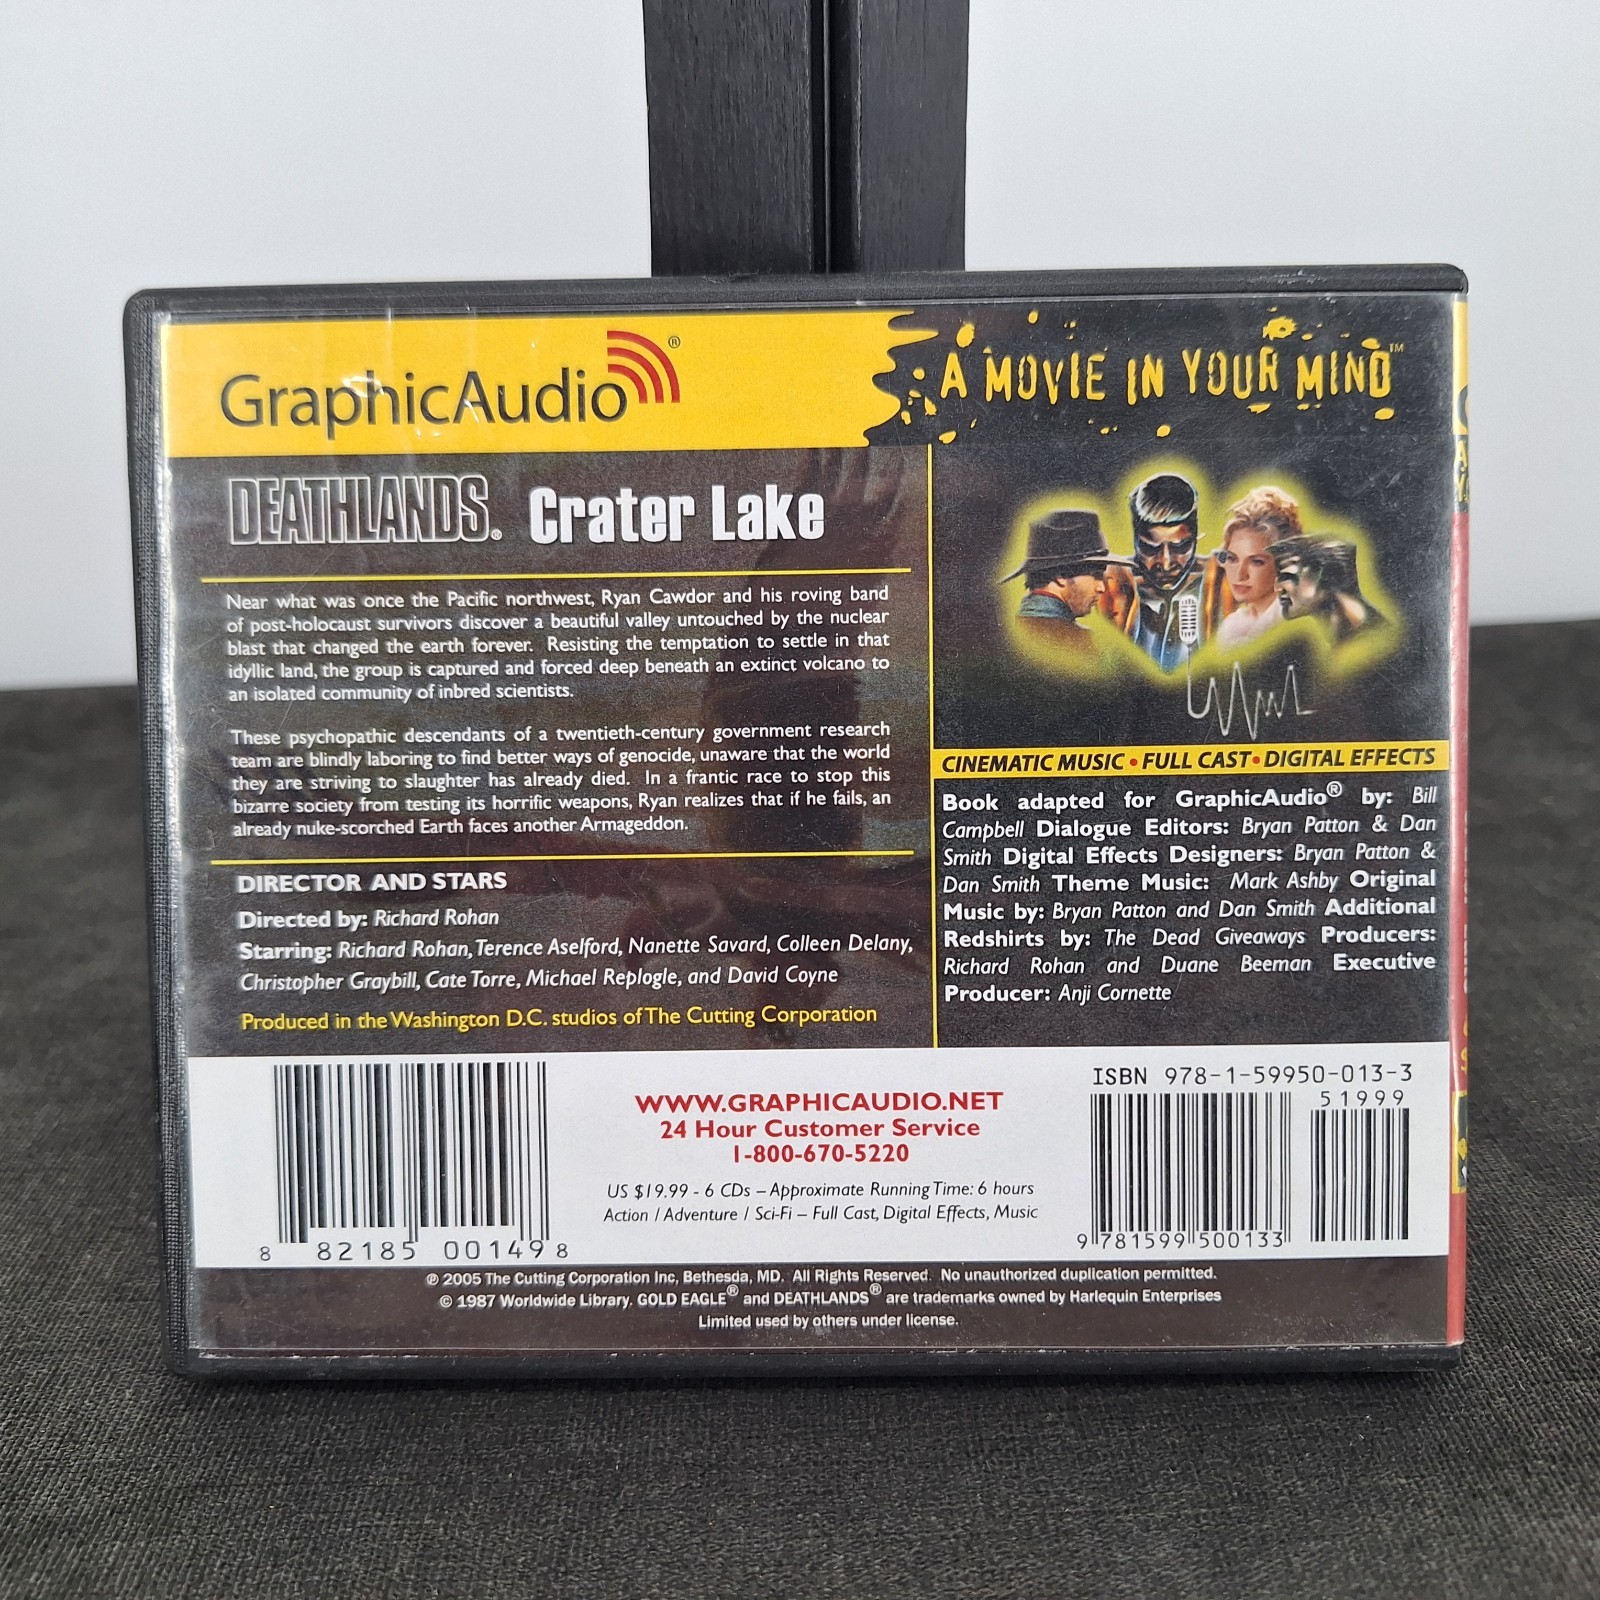 GraphicAudio®
A MOVIE IN YOUR MIND™
DEATHLANDS® Crater Lake
Near what was once the Pacific northwest, Ryan Cawdor and his roving band
of post-holocaust survivors discover a beautiful valley untouched by the nuclear
blast that changed the earth forever. Resisting the temptation to settle in that
idyllic land, the group is captured and forced deep beneath an extinct volcano to
an isolated community of inbred scientists.
These psychopathic descendants of a twentieth-century government research
team are blindly laboring to find better ways of genocide, unaware that the world
they are striving to slaughter has already died. In a frantic race to stop this
bizarre society from testing its horrific weapons, Ryan realizes that if he fails, an
already nuke-scorched Earth faces another Armageddon.
DIRECTOR AND STARS
Directed by: Richard Rohan
Starring: Richard Rohan, Terence Aselford, Nanette Savard, Colleen Delany,
Christopher Graybill, Cate Torre, Michael Replogle, and David Coyne
Produced in the Washington D.C. studios of The Cutting Corporation
CINEMATIC MUSIC • FULL CAST • DIGITAL EFFECTS
Book adapted for GraphicAudio® by: Bill
Campbell Dialogue Editors: Bryan Patton & Dan
Smith Digital Effects Designers: Bryan Patton &
Dan Smith Theme Music: Mark Ashby Original
Music by: Bryan Patton and Dan Smith Additional
Redshirts by: The Dead Giveaways Producers:
Richard Rohan and Duane Beeman Executive
Producer: Anji Cornette
8 82185 00149 8
WWW.GRAPHICAUDIO.NET
24 Hour Customer Service
1-800-670-5220
US $19.99 - 6 CDs – Approximate Running Time: 6 hours
Action / Adventure / Sci-Fi – Full Cast, Digital Effects, Music
ISBN 978-1-59950-013-3
51999
9 781599 500133
℗ 2005 The Cutting Corporation Inc, Bethesda, MD. All Rights Reserved. No unauthorized duplication permitted.
© 1987 Worldwide Library. GOLD EAGLE® and DEATHLANDS® are trademarks owned by Harlequin Enterprises
Limited used by others under license.